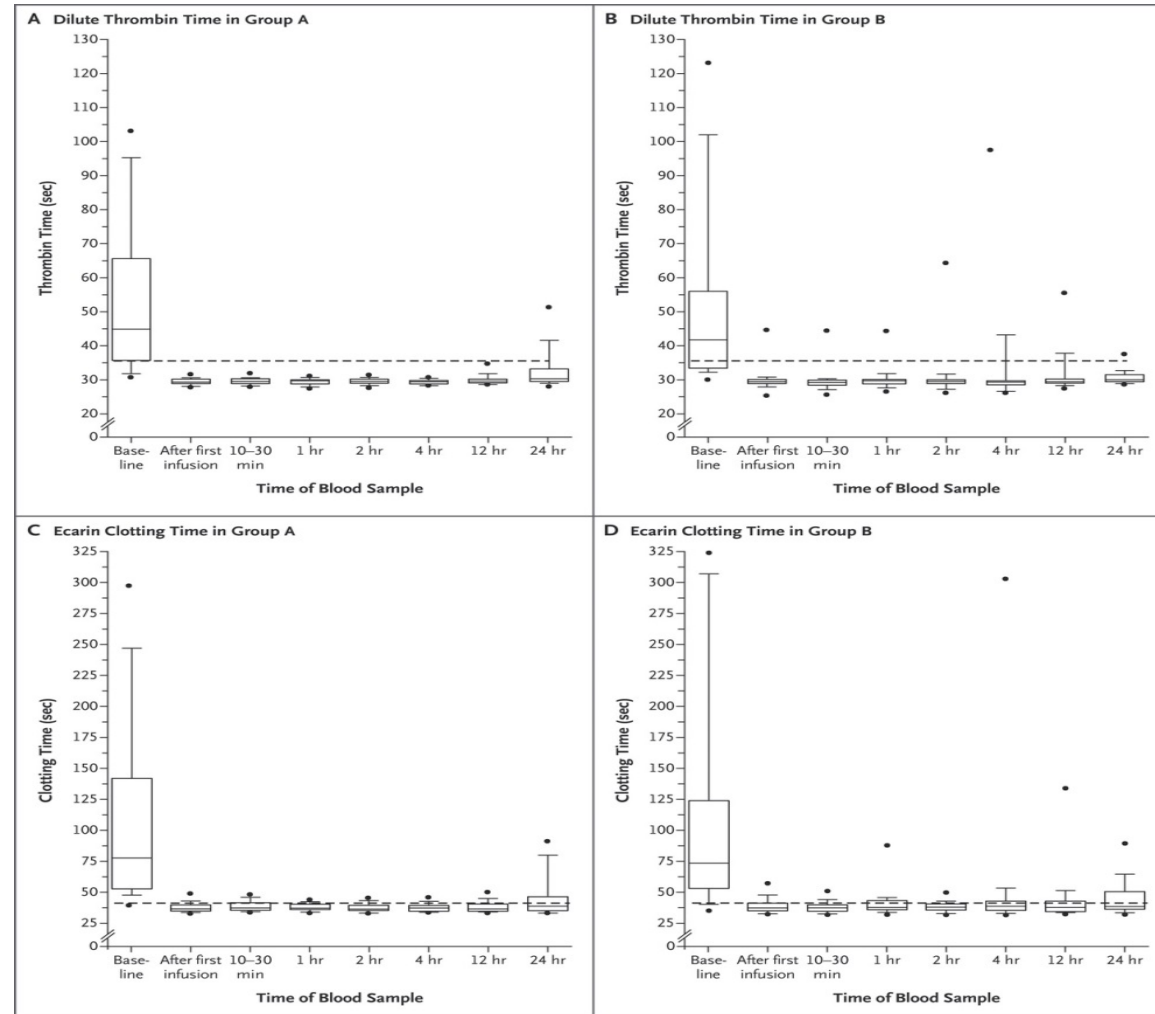 A Dilute Thrombin Time in Group A
130
120
110
100
90
80
70
60
50
40
30
20
0
Thrombin Time (sec)
Base-
line
After first
infusion
10–30
min
1 hr
2 hr
4 hr
12 hr
24 hr
Time of Blood Sample
B Dilute Thrombin Time in Group B
130
120
110
100
90
80
70
60
50
40
30
20
0
Thrombin Time (sec)
Base-
line
After first
infusion
10–30
min
1 hr
2 hr
4 hr
12 hr
24 hr
Time of Blood Sample
C Ecarin Clotting Time in Group A
325
300
275
250
225
200
175
150
125
100
75
50
25
0
Clotting Time (sec)
Base-
line
After first
infusion
10–30
min
1 hr
2 hr
4 hr
12 hr
24 hr
Time of Blood Sample
D Ecarin Clotting Time in Group B
325
300
275
250
225
200
175
150
125
100
75
50
25
0
Clotting Time (sec)
Base-
line
After first
infusion
10–30
min
1 hr
2 hr
4 hr
12 hr
24 hr
Time of Blood Sample